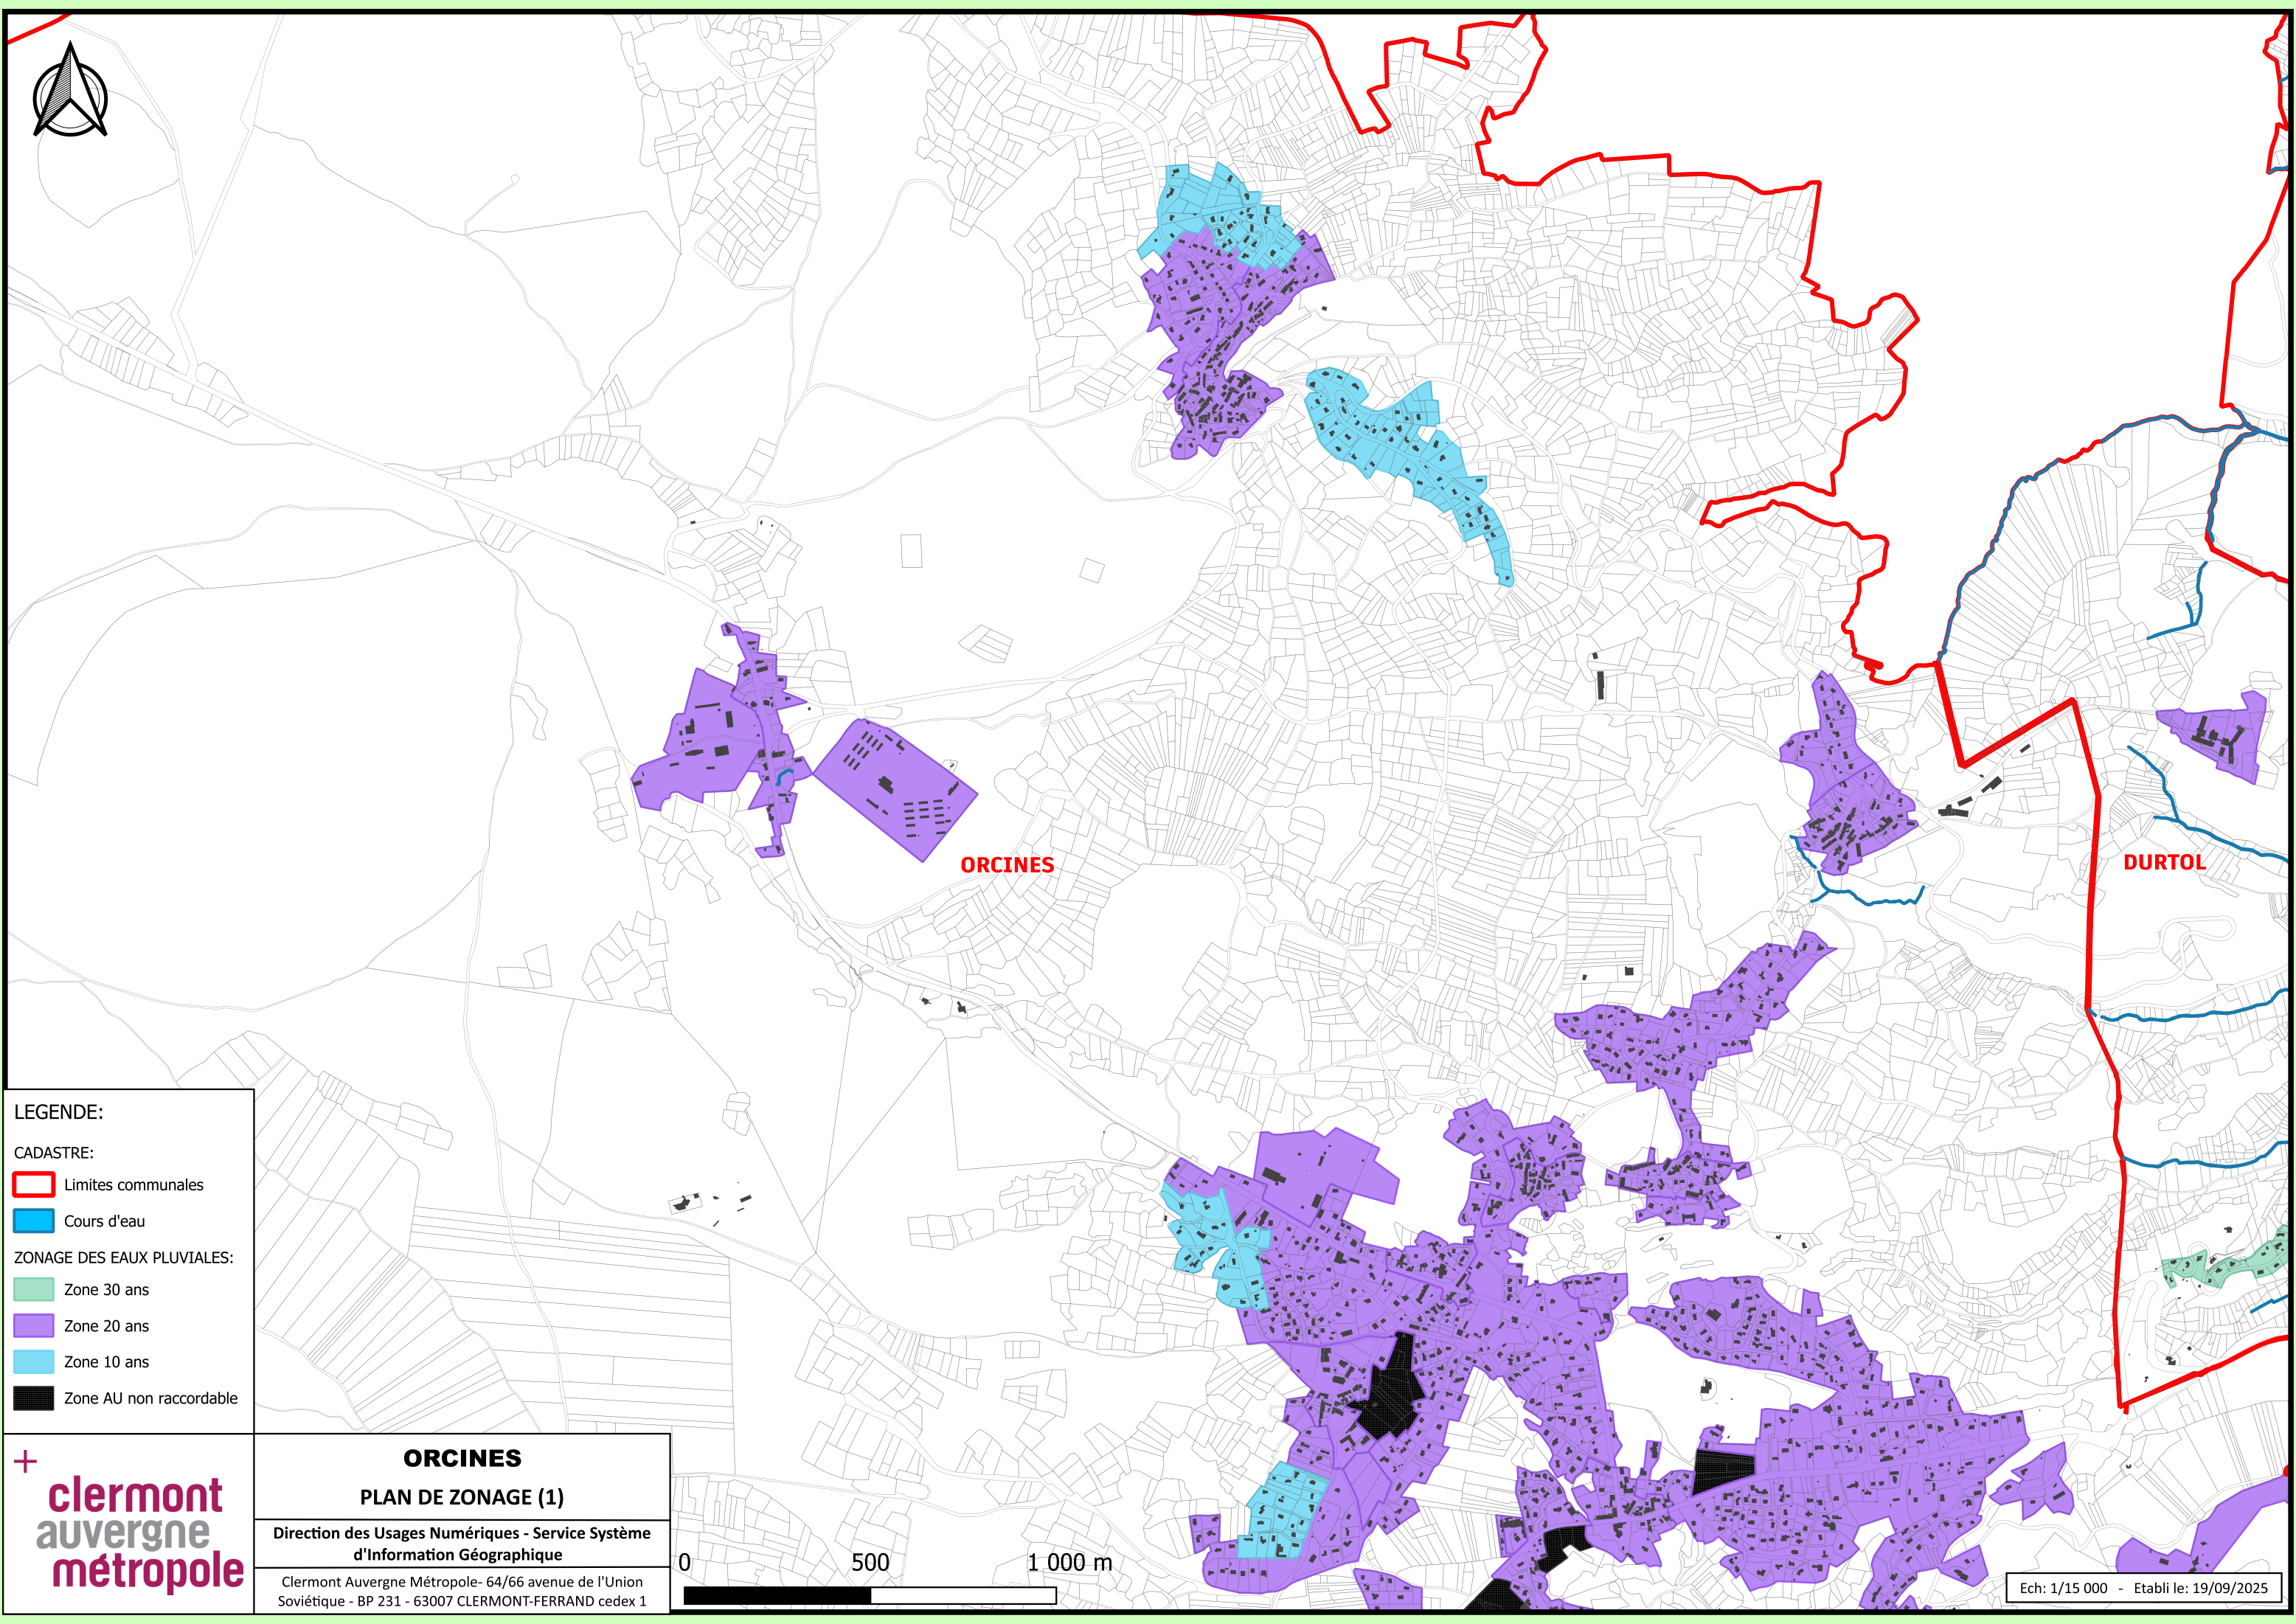 ORCINES
DURTOL
LEGENDE:
CADASTRE:
Limites communales
Cours d'eau
ZONAGE DES EAUX PLUVIALES:
Zone 30 ans
Zone 20 ans
Zone 10 ans
Zone AU non raccordable
+
clermont
auvergne
métropole
ORCINES
PLAN DE ZONAGE (1)
Direction des Usages Numériques - Service Système
d'Information Géographique
Clermont Auvergne Métropole- 64/66 avenue de l'Union
Soviétique - BP 231 - 63007 CLERMONT-FERRAND cedex 1
0 500 1 000 m
Ech: 1/15 000 - Etabli le: 19/09/2025